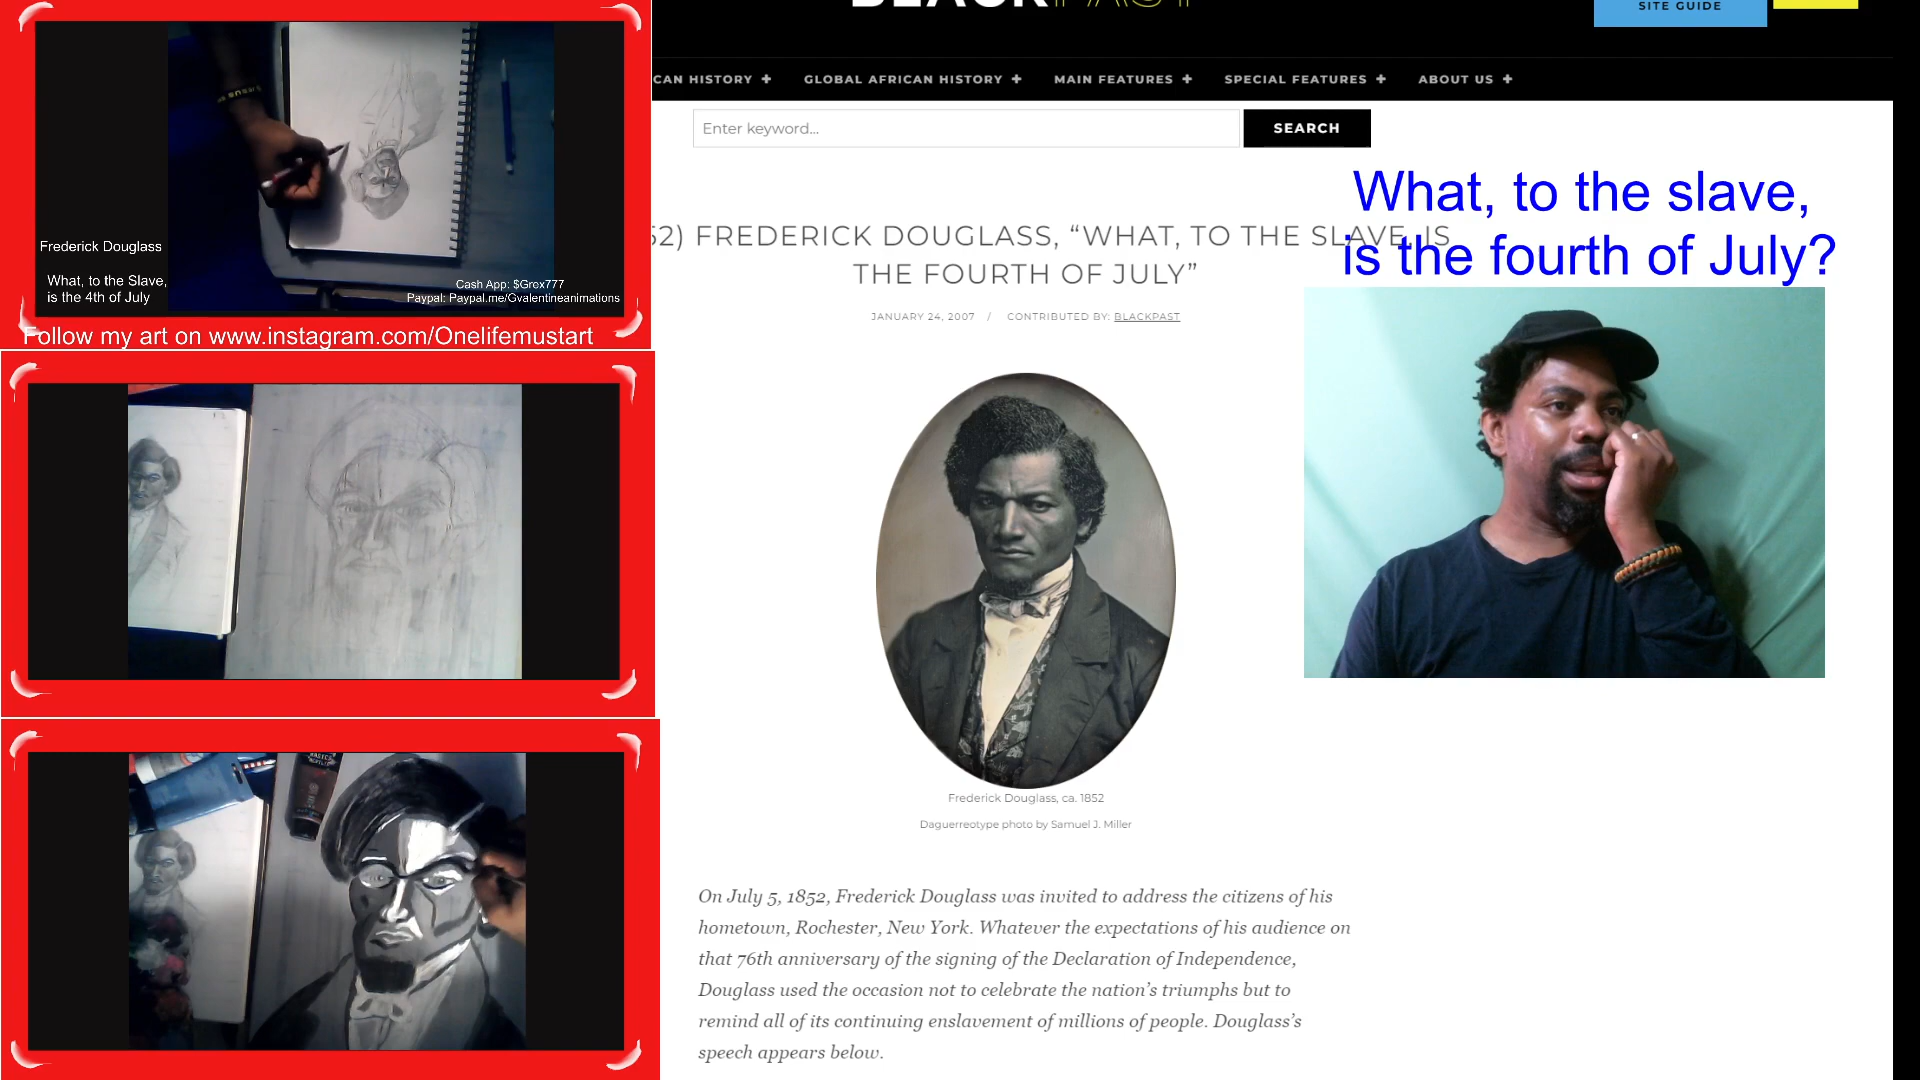 Frederick Douglass
What, to the Slave,
is the 4th of July
Cash App: $Grox777
Paypal: Paypal.me/Gvalentineanimations
Follow my art on www.instagram.com/Onelifemustart
BLACKPAST
SITE GUIDE
CAN HISTORY + GLOBAL AFRICAN HISTORY + MAIN FEATURES + SPECIAL FEATURES + ABOUT US +
Enter keyword...
SEARCH
52) FREDERICK DOUGLASS, “WHAT, TO THE SLAVE, IS
THE FOURTH OF JULY”
JANUARY 24, 2007 / CONTRIBUTED BY: BLACKPAST
What, to the slave,
is the fourth of July?
Frederick Douglass, ca. 1852
Daguerreotype photo by Samuel J. Miller
On July 5, 1852, Frederick Douglass was invited to address the citizens of his
hometown, Rochester, New York. Whatever the expectations of his audience on
that 76th anniversary of the signing of the Declaration of Independence,
Douglass used the occasion not to celebrate the nation’s triumphs but to
remind all of its continuing enslavement of millions of people. Douglass’s
speech appears below.